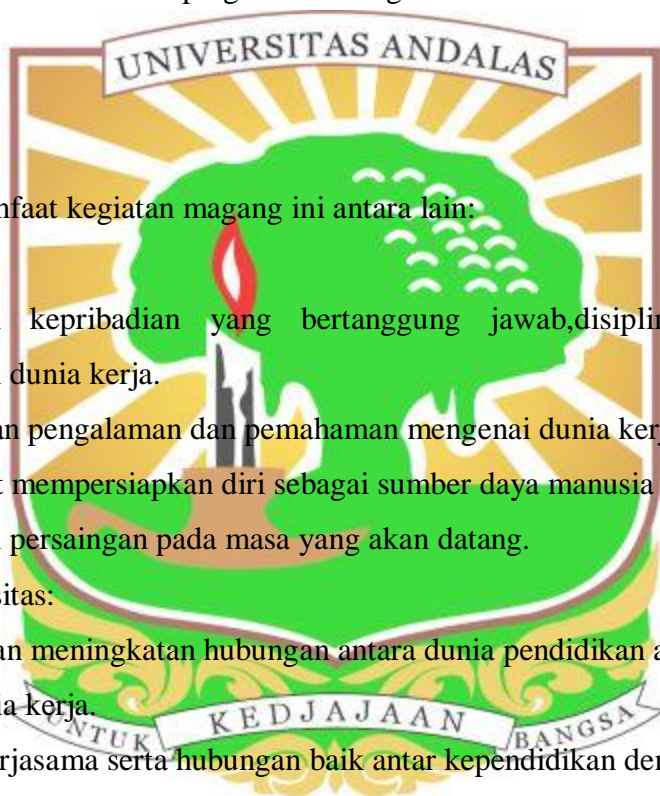 UNIVERSITAS ANDALAS
nfaat kegiatan magang ini antara lain:
kepribadian yang bertanggung jawab,disiplin
dunia kerja.
an pengalaman dan pemahaman mengenai dunia kerj
t mempersiapkan diri sebagai sumber daya manusia
persaingan pada masa yang akan datang.
sitas:
an meningkatan hubungan antara dunia pendidikan a
ia kerja.
UNTUK KEDJAJAAN BANGSA
rjasama serta hubungan baik antar kependidikan den